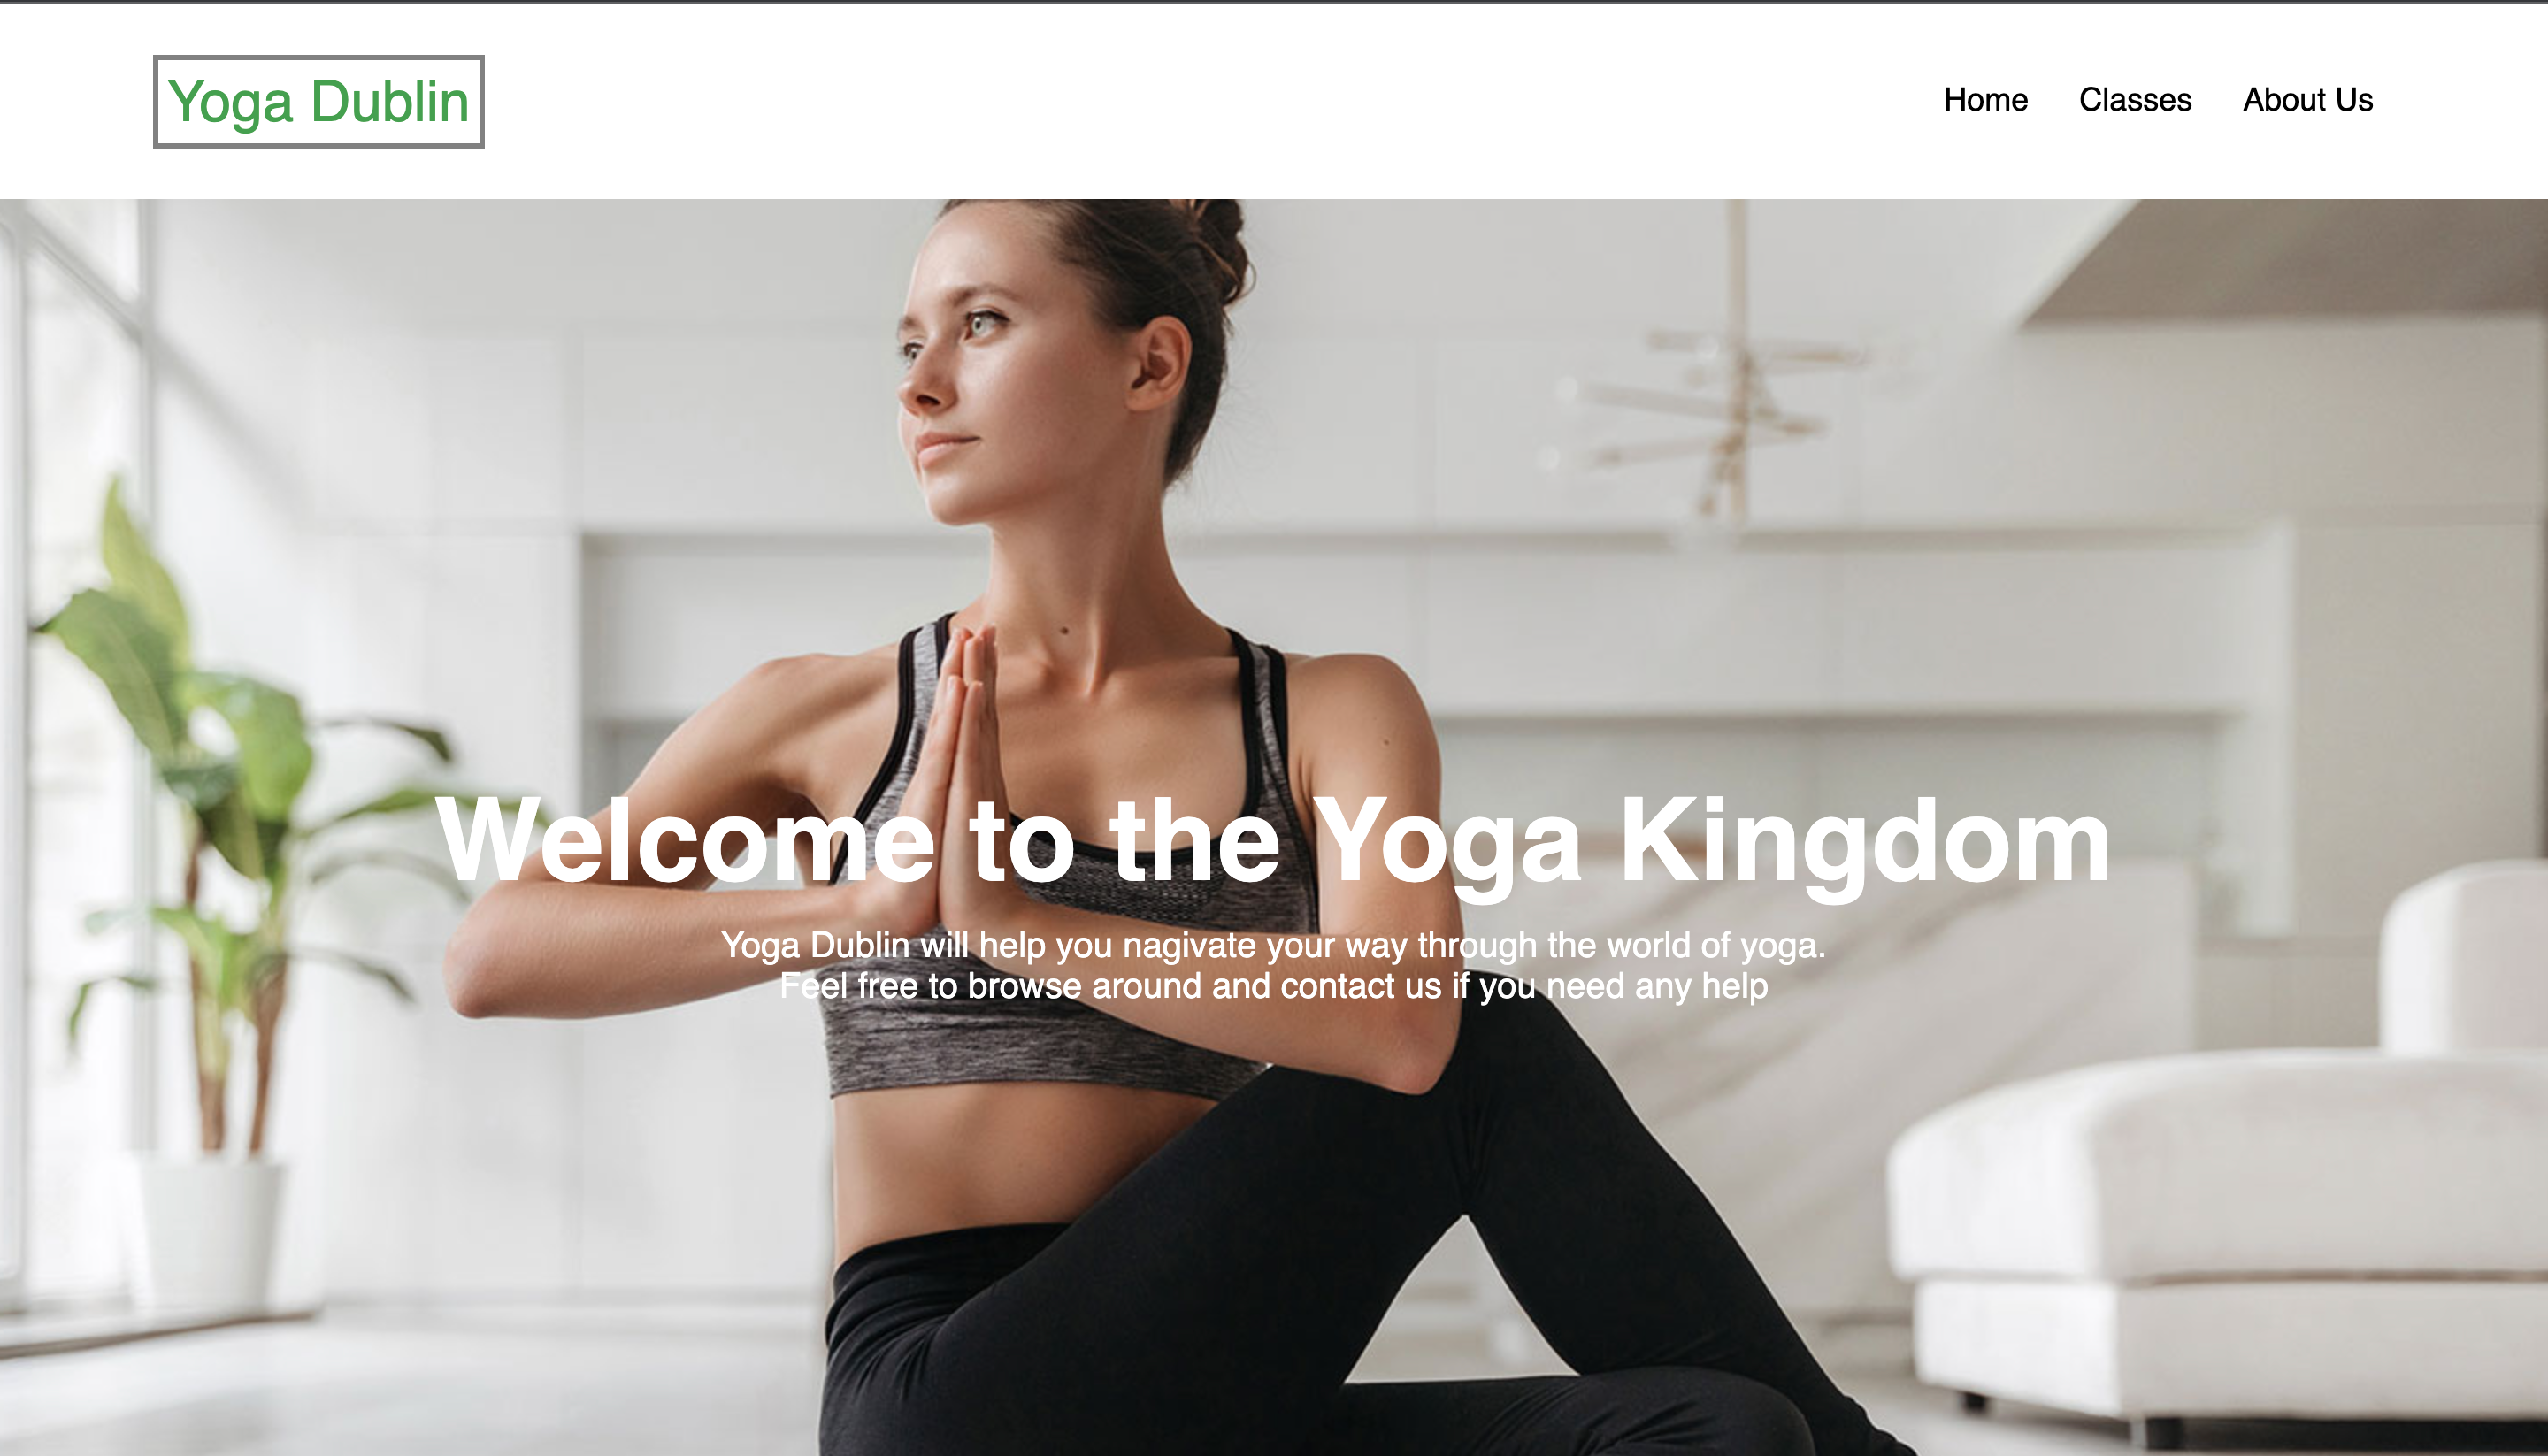 Yoga Dublin
Home Classes About Us
Welcome to the Yoga Kingdom
Yoga Dublin will help you nagivate your way through the world of yoga.
Feel free to browse around and contact us if you need any help